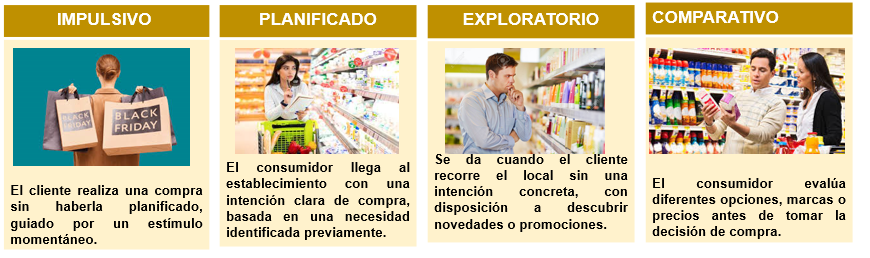 IMPULSIVO
BLACK
FRIDAY
BLACK
FRIDAY
El cliente realiza una compra
sin haberla planificado,
guiado por un estímulo
momentáneo.
PLANIFICADO
El consumidor llega al
establecimiento con una
intención clara de compra,
basada en una necesidad
identificada previamente.
EXPLORATORIO
Se da cuando el cliente
recorre el local sin una
intención concreta, con
disposición a descubrir
novedades o promociones.
COMPARATIVO
El consumidor evalúa
diferentes opciones, marcas o
precios antes de tomar la
decisión de compra.